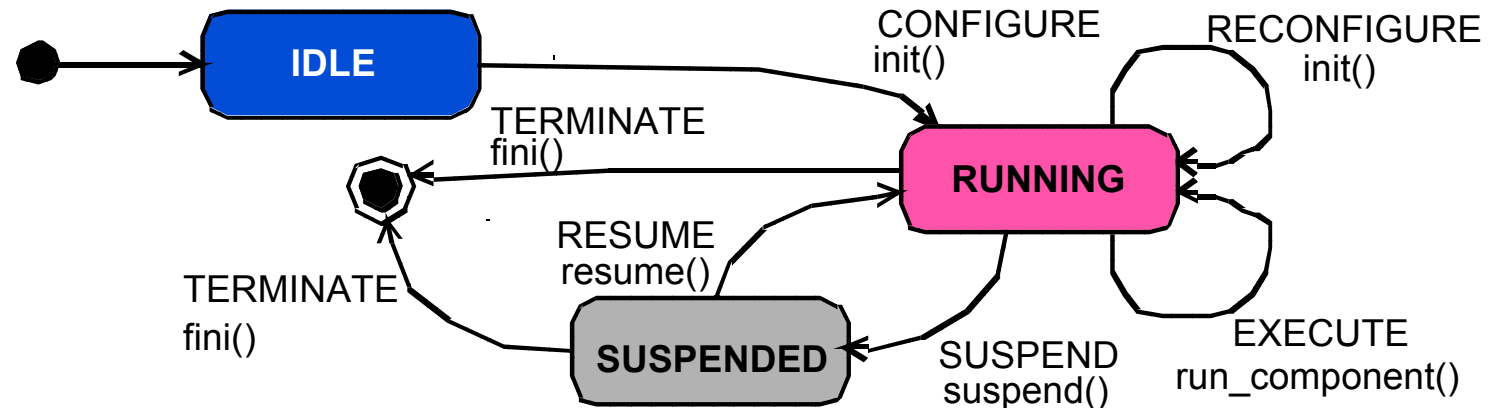 CONFIGURE
init()
RECONFIGURE
init()
IDLE
TERMINATE
fini()
RUNNING
RESUME
resume()
TERMINATE
fini()
SUSPENDED
SUSPEND
suspend()
EXECUTE
run_component()